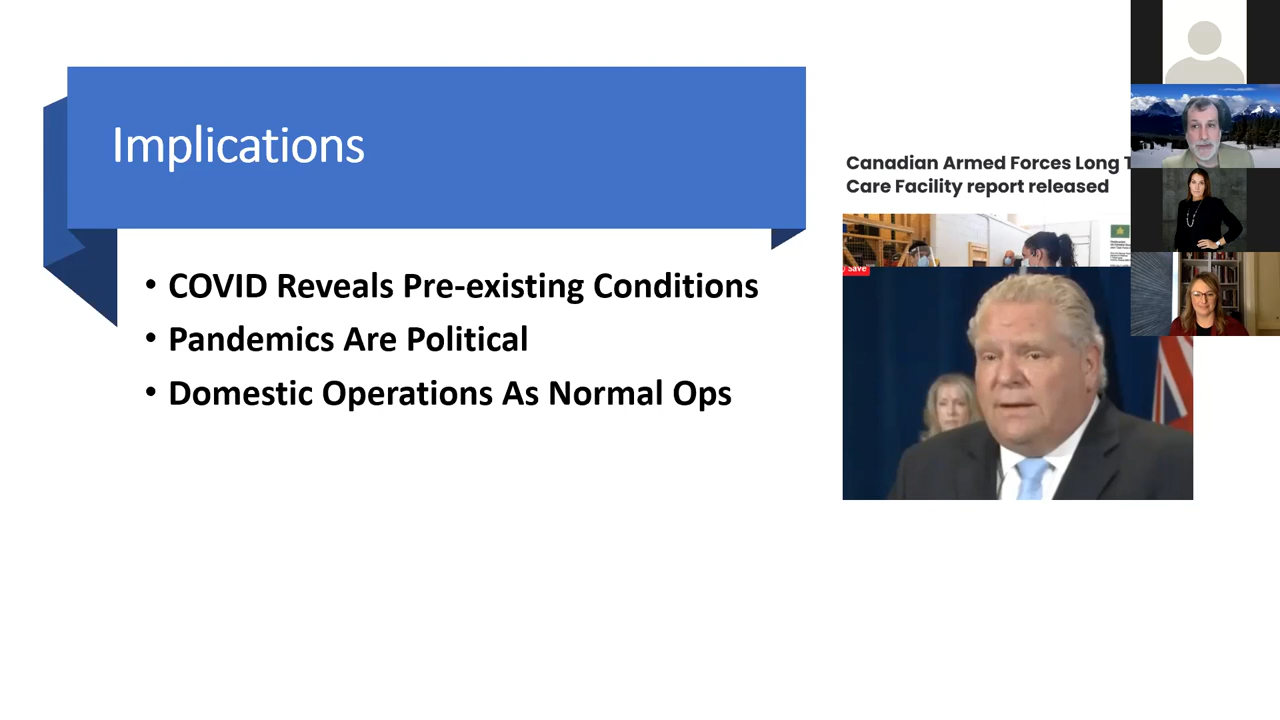 Implications
• COVID Reveals Pre-existing Conditions
• Pandemics Are Political
• Domestic Operations As Normal Ops
Canadian Armed Forces Long
Care Facility report released
Save